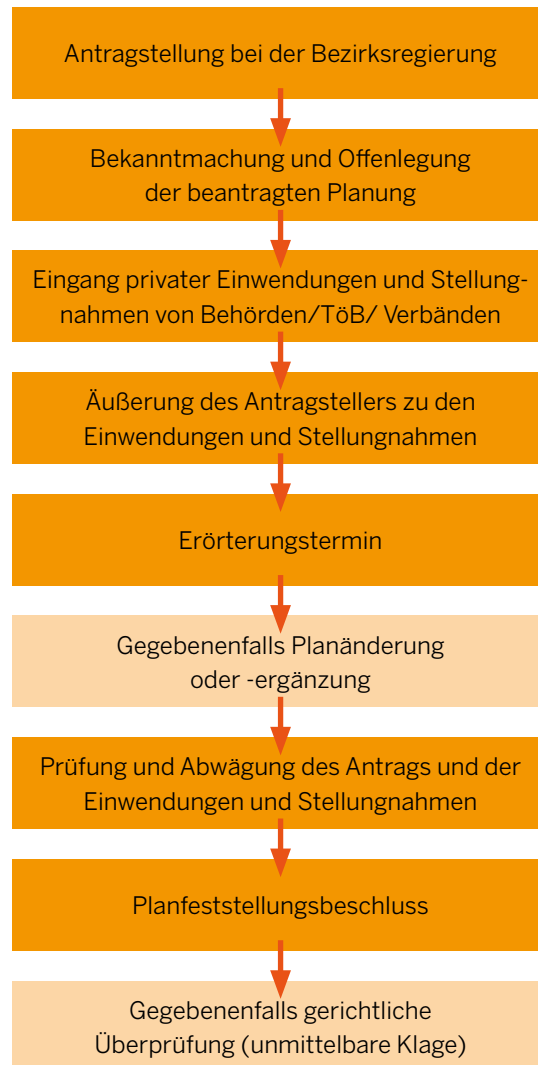 Antragstellung bei der Bezirksregierung
Bekanntmachung und Offenlegung
der beantragten Planung
Eingang privater Einwendungen und Stellung-
nahmen von Behörden/TöB/ Verbänden
Äußerung des Antragstellers zu den
Einwendungen und Stellungnahmen
Erörterungstermin
Gegebenenfalls Planänderung
oder -ergänzung
Prüfung und Abwägung des Antrags und der
Einwendungen und Stellungnahmen
Planfeststellungsbeschluss
Gegebenenfalls gerichtliche
Überprüfung (unmittelbare Klage)